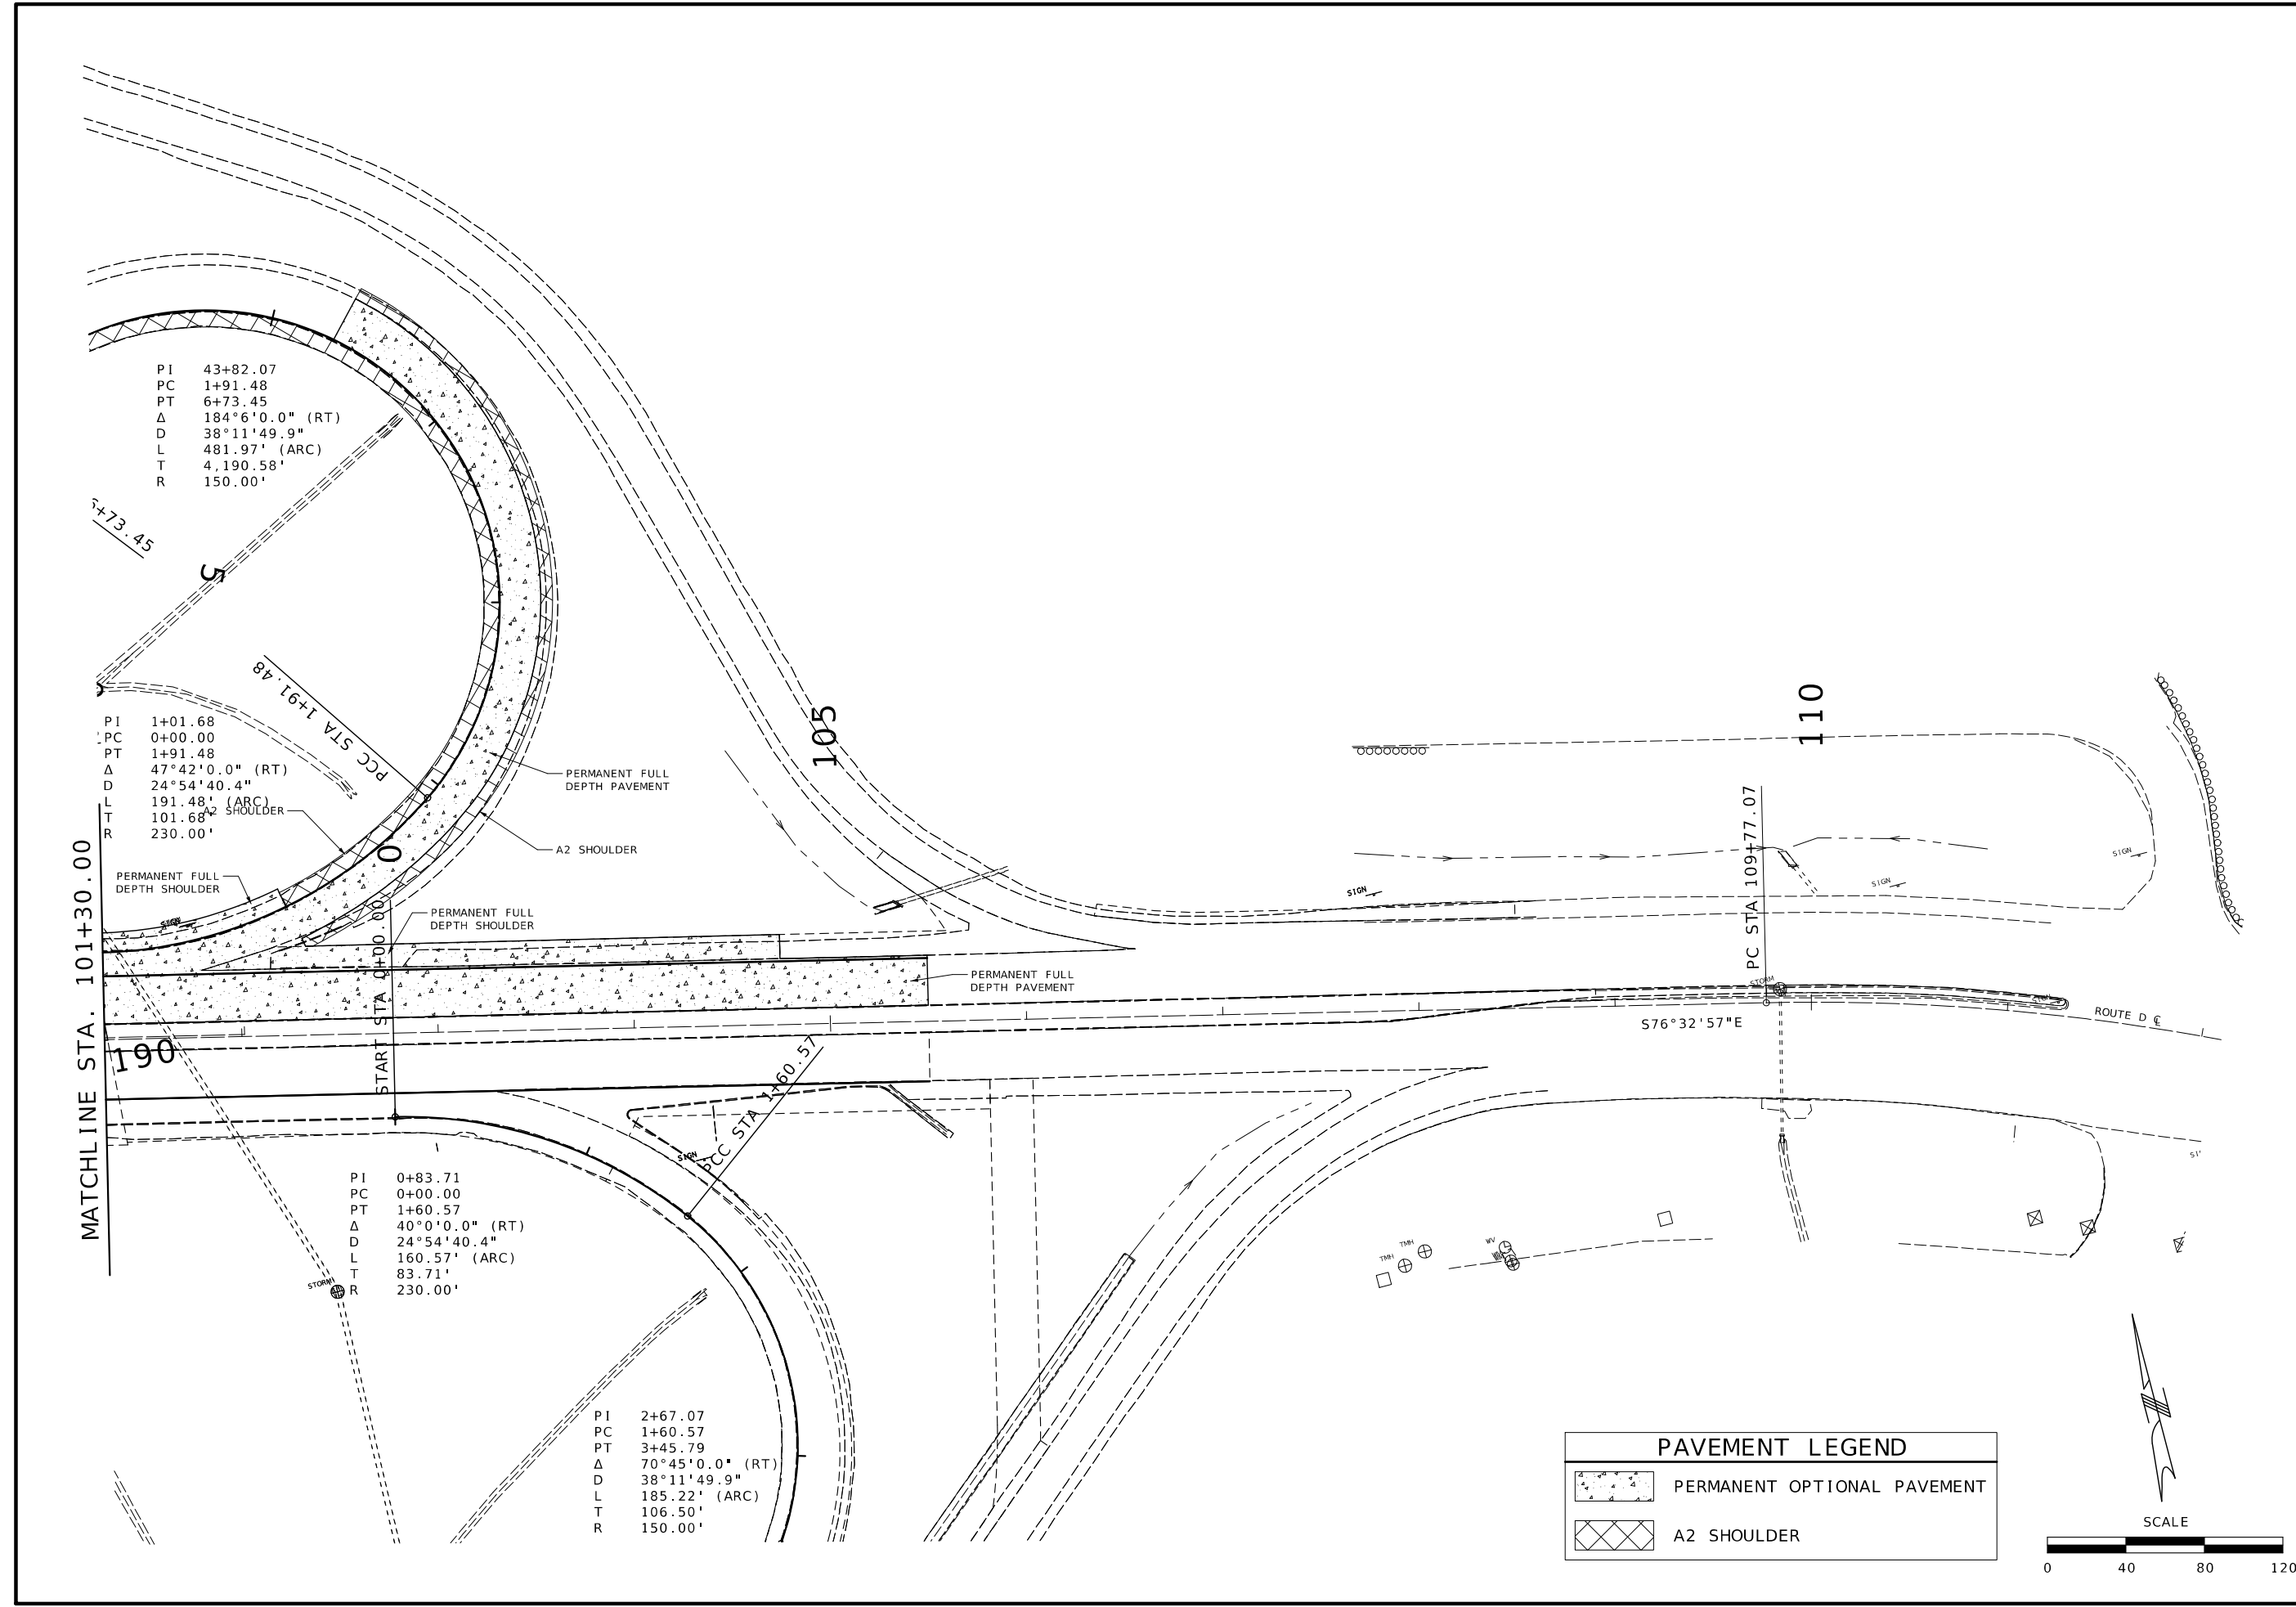 PI 43+82.07
PC 1+91.48
PT 6+73.45
Δ 184°6'0.0" (RT)
D 38°11'49.9"
L 481.97' (ARC)
T 4,190.58'
R 150.00'
6+73.45
5
PCC STA 1+91.48
105
110
PI 1+01.68
PC 0+00.00
PT 1+91.48
Δ 47°42'0.0" (RT)
D 24°54'40.4"
L 191.48' (ARC)
T 101.68'
R 230.00'
A2 SHOULDER
PERMANENT FULL
DEPTH PAVEMENT
A2 SHOULDER
0
PERMANENT FULL
DEPTH SHOULDER
SIGN
PERMANENT FULL
DEPTH SHOULDER
MATCHLINE STA. 101+30.00
START STA 0+00.00
PERMANENT FULL
DEPTH PAVEMENT
SIGN
PC STA 109+77.07
SIGN
SIGN
STORM
SIGN
S76°32'57"E
ROUTE D ℄
190
PCC STA 1+60.57
SIGN
PI 0+83.71
PC 0+00.00
PT 1+60.57
Δ 40°0'0.0" (RT)
D 24°54'40.4"
L 160.57' (ARC)
T 83.71'
R 230.00'
STORM
TMH
TMH
WV
PI 2+67.07
PC 1+60.57
PT 3+45.79
Δ 70°45'0.0" (RT)
D 38°11'49.9"
L 185.22' (ARC)
T 106.50'
R 150.00'
PAVEMENT LEGEND
PERMANENT OPTIONAL PAVEMENT
A2 SHOULDER
SCALE
0 40 80 120